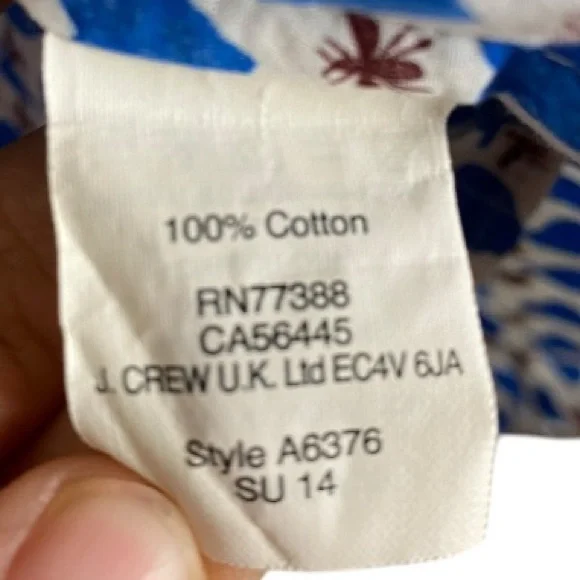 100% Cotton
RN77388
CA56445
J. CREW U.K. Ltd EC4V 6JA
Style A6376
SU 14